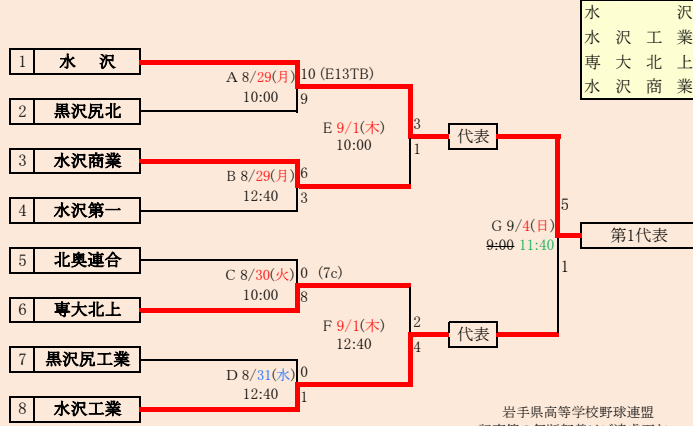 水 沢
水 沢 工 業
専 大 北 上
水 沢 商 業
1 水 沢
A 8/29(月) 10 (E13TB)
10:00 9
2 黒沢尻北
E 9/1(木) 3
10:00 1
代表
3 水沢商業
B 8/29(月) 6
12:40 3
4 水沢第一
G 9/4(日) 5
9:00 11:40
1
第1代表
5 北奥連合
C 8/30(火) 0 (7c)
10:00 8
6 専大北上
F 9/1(木) 2
12:40 4
代表
7 黒沢尻工業
D 8/31(水) 0
12:40 1
8 水沢工業
岩手県高等学校野球連盟